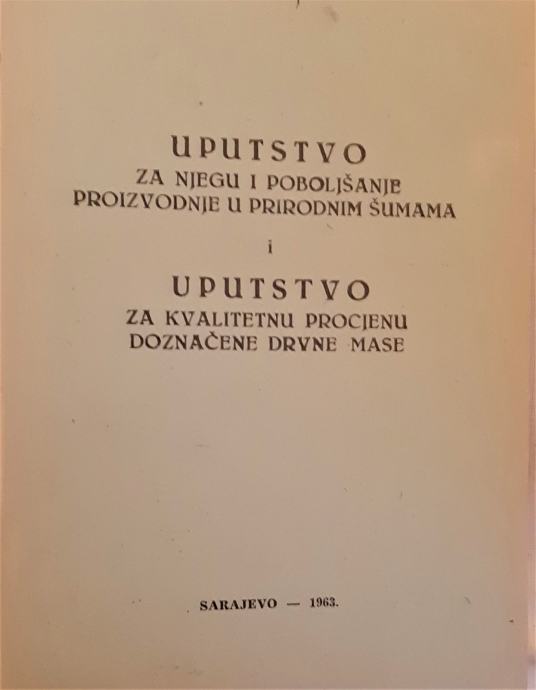 UPUTSTVO
ZA NJEGU I POBOLJŠANJE
PROIZVODNJE U PRIRODNIM ŠUMAMA
i
UPUTSTVO
ZA KVALITETNU PROCJENU
DOZNAČENE DRVNE MASE
SARAJEVO — 1963.